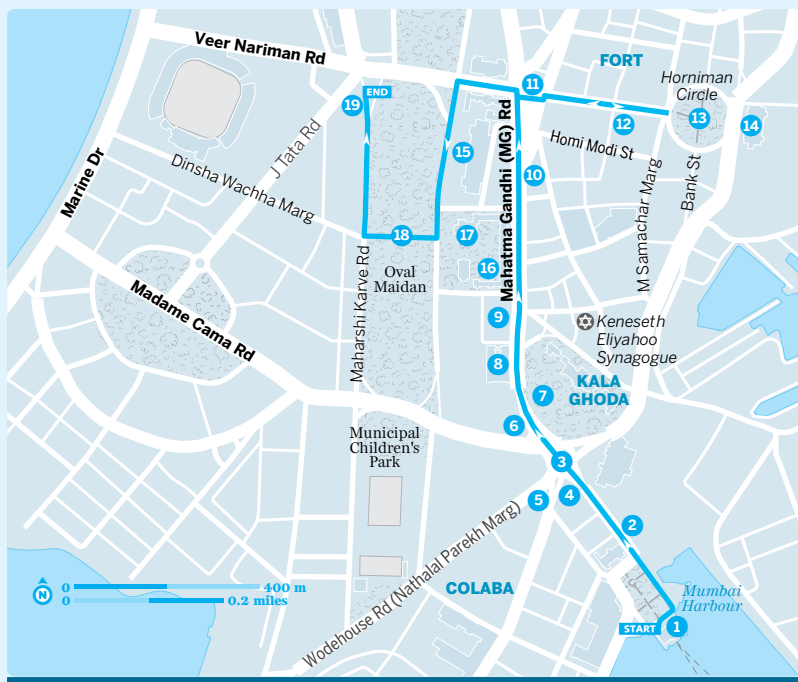 Veer Nariman Rd
FORT
Horniman
Circle
END
19
11
12
13
14
J Tata Rd
Mahatma Gandhi (MG) Rd
Homi Modi St
Marine Dr
Dinsha Wachha Marg
15
10
M Samachar Marg
Bank St
18
17
16
Oval
Maidan
Maharshi Karve Rd
Madame Cama Rd
9
Keneseth
Eliyahoo
Synagogue
8
7
KALA
GHODA
6
Municipal
Children's
Park
3
5
4
2
Wodehouse Rd (Nathalal Parekh Marg)
COLABA
N
0
400 m
0
0.2 miles
Mumbai
Harbour
START
1